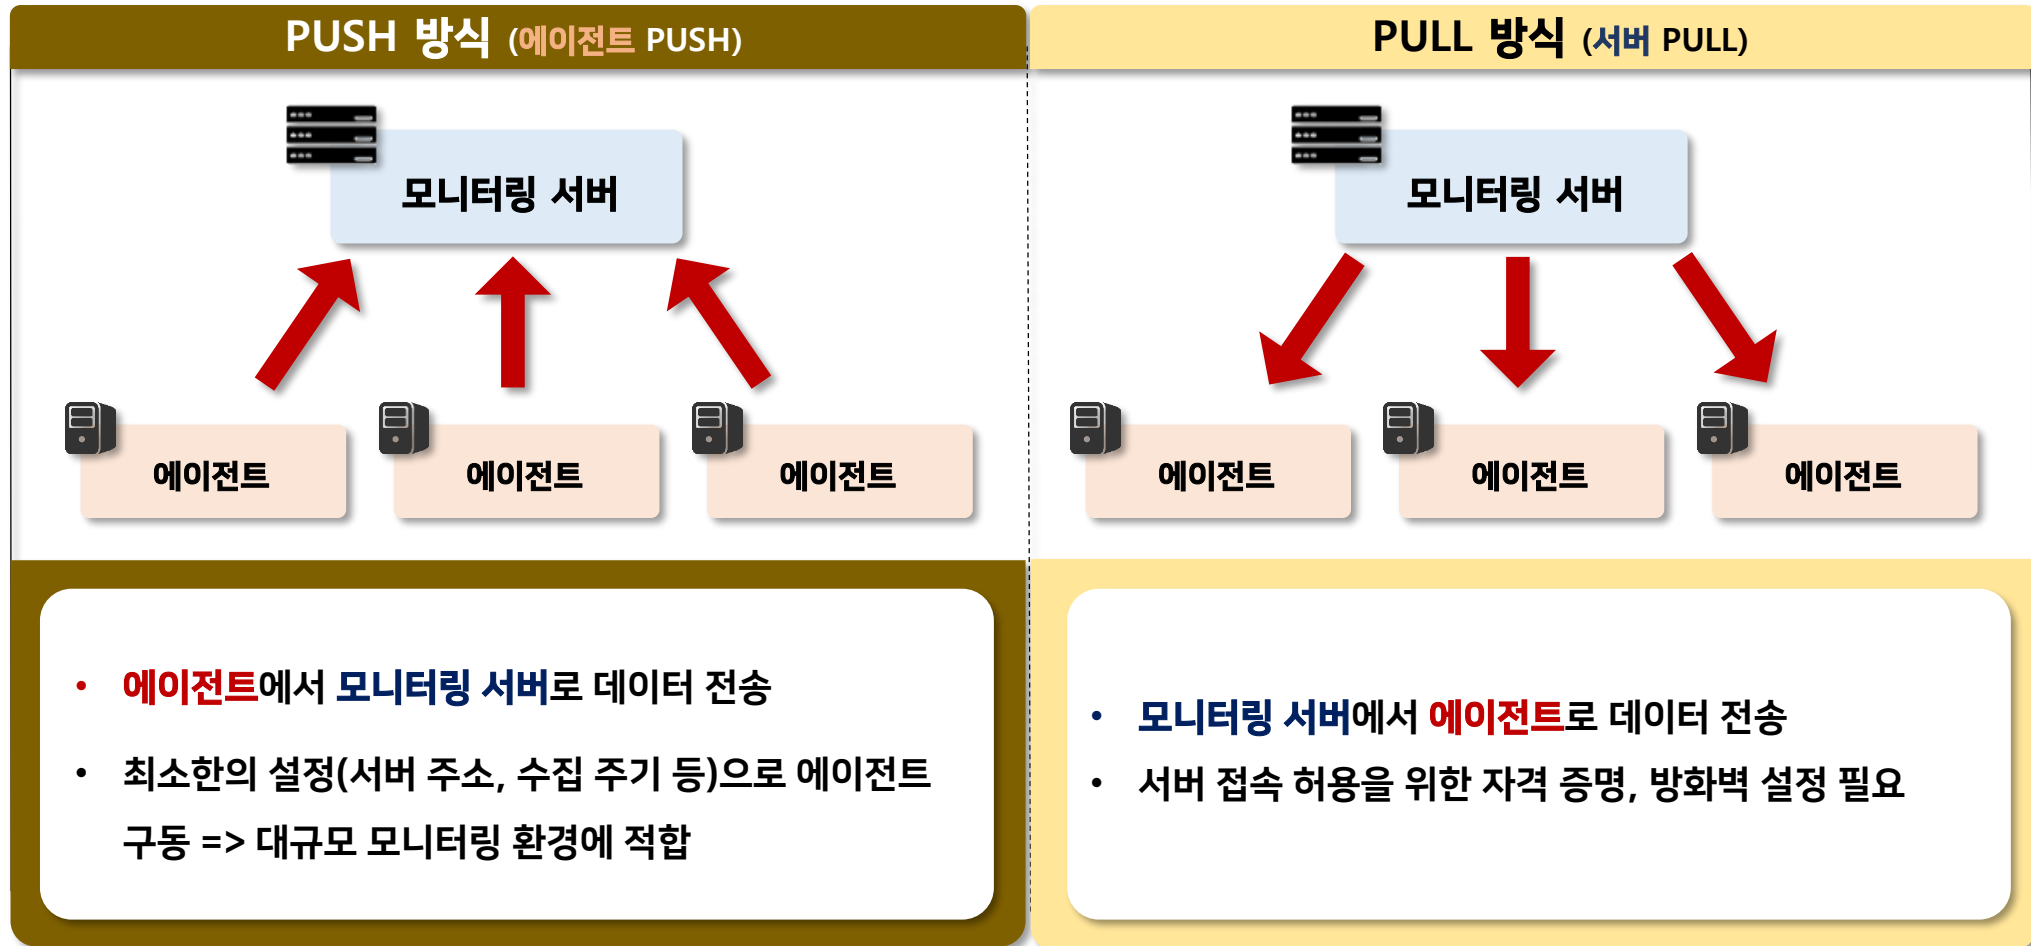 PUSH 방식 (에이전트 PUSH)
모니터링 서버
에이전트
에이전트
에이전트
• 에이전트에서 모니터링 서버로 데이터 전송
• 최소한의 설정(서버 주소, 수집 주기 등)으로 에이전트
구동 => 대규모 모니터링 환경에 적합
PULL 방식 (서버 PULL)
모니터링 서버
에이전트
에이전트
에이전트
• 모니터링 서버에서 에이전트로 데이터 전송
• 서버 접속 허용을 위한 자격 증명, 방화벽 설정 필요